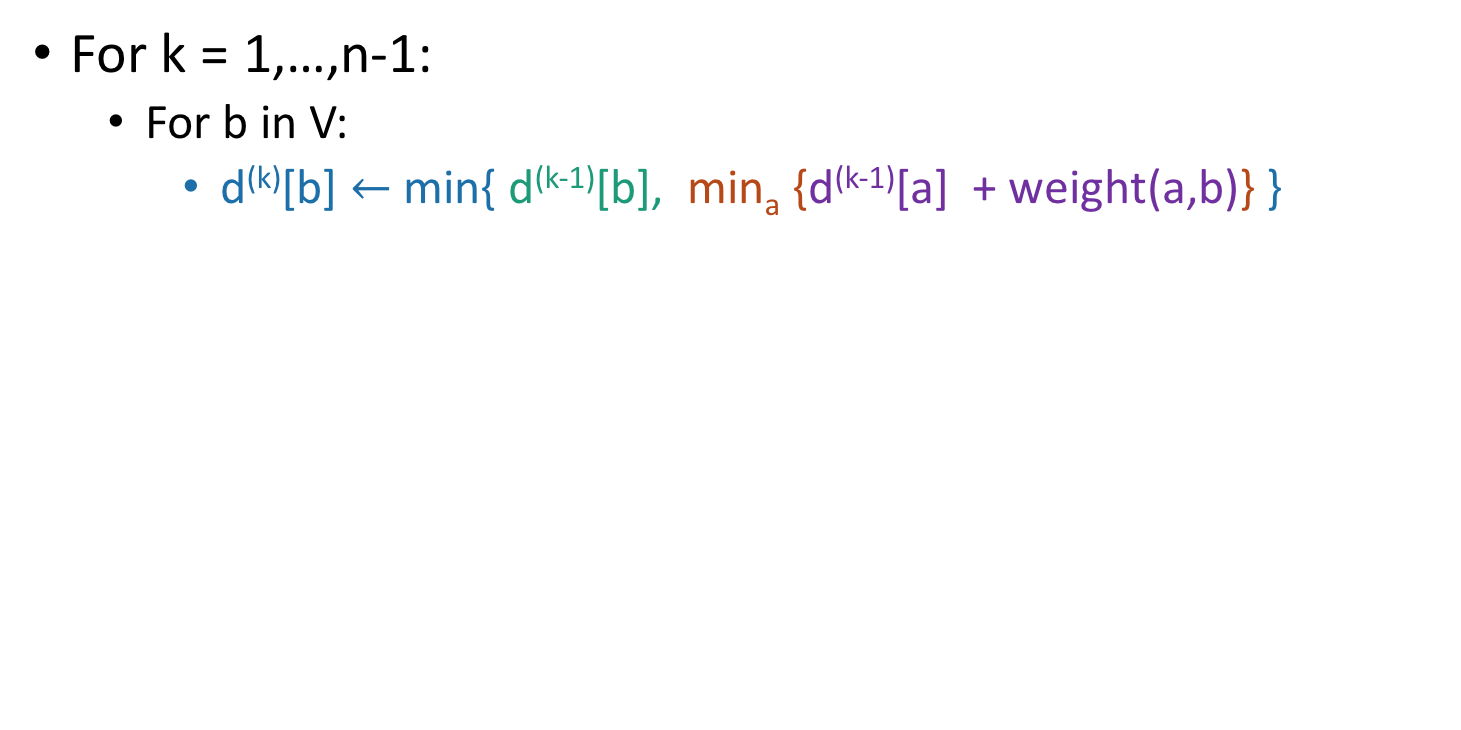 • For k = 1,...,n-1:
• For b in V:
• d⁽ᵏ⁾[b] ← min{ d⁽ᵏ⁻¹⁾[b], minₐ {d⁽ᵏ⁻¹⁾[a] + weight(a,b)} }